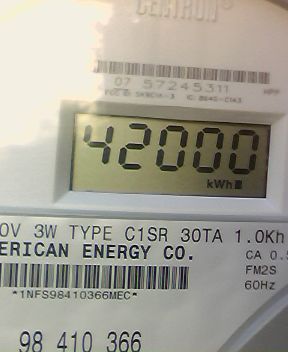 CENTRON®
07 57245311
42000
kWh
0V 3W TYPE C1SR 30TA 1.0Kh
ERICAN ENERGY CO.
CA 0.5
FM2S
60Hz
*1NFS98410366MEC*
98 410 366